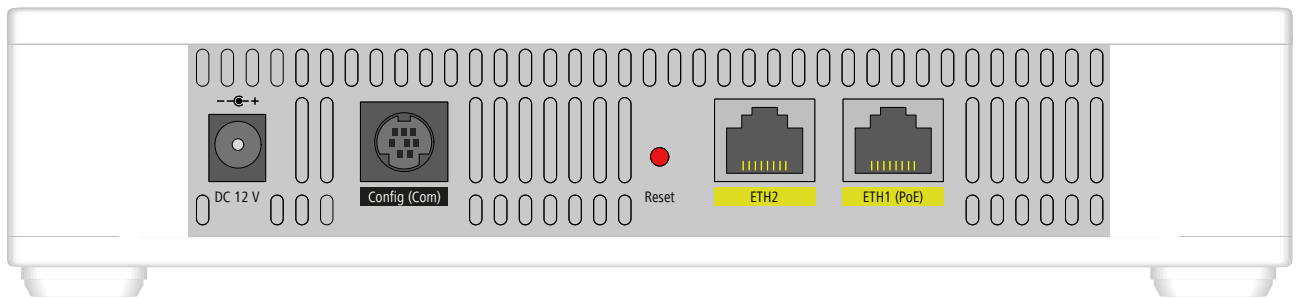 DC 12 V
Config (Com)
Reset
ETH2
ETH1 (PoE)